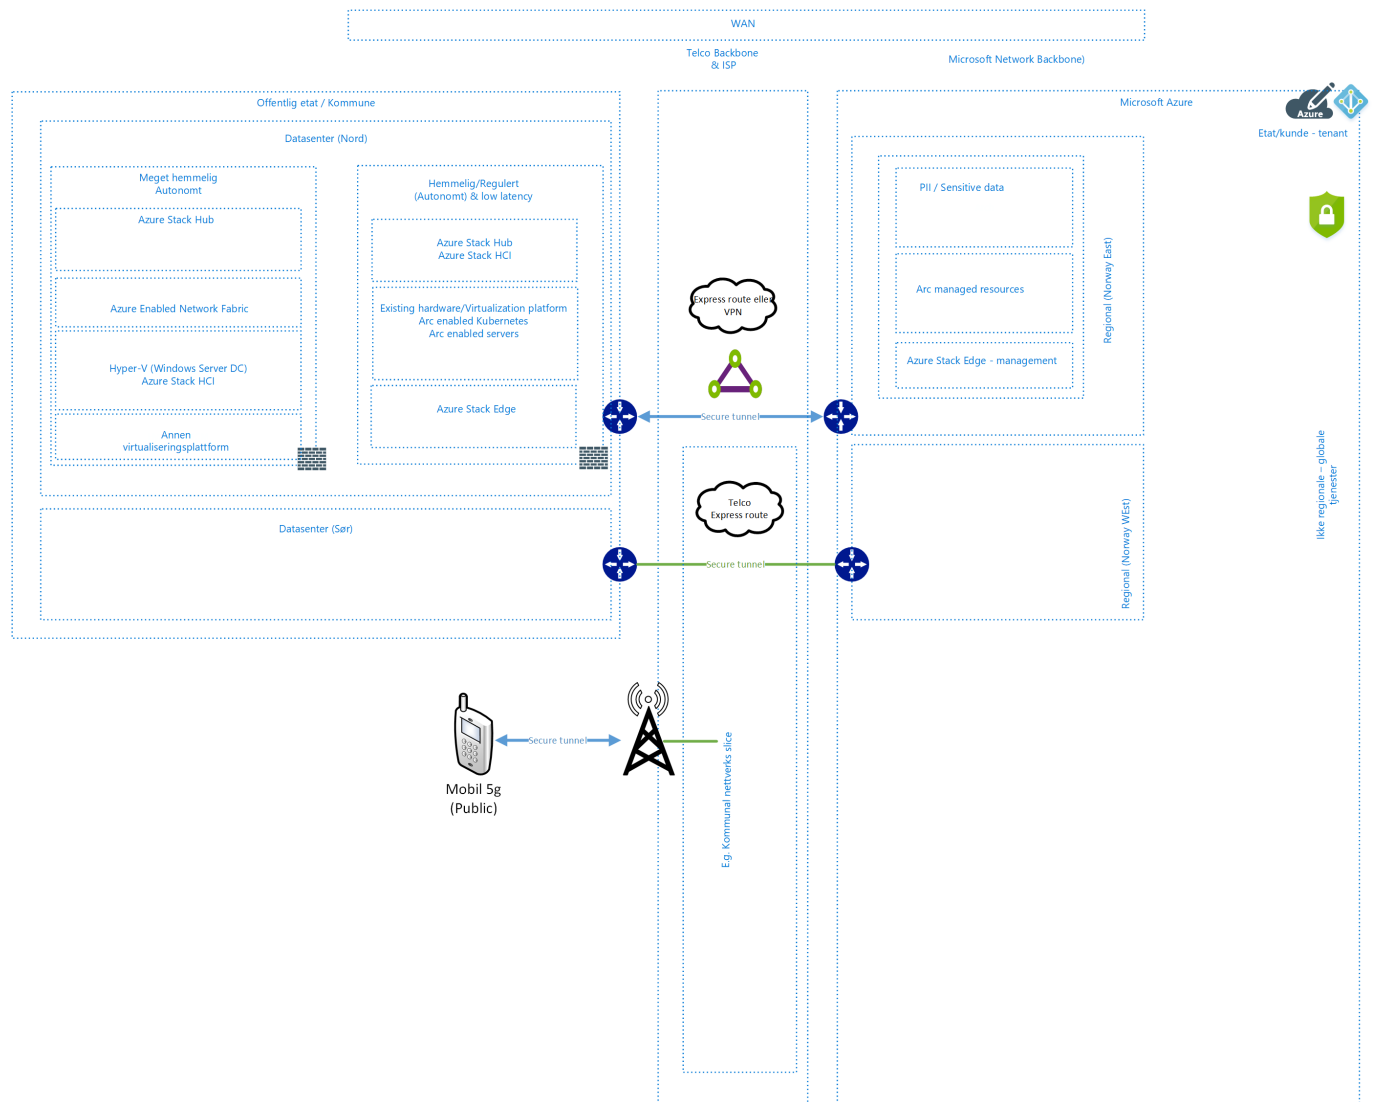 WAN
Telco Backbone
& ISP
Microsoft Network Backbone)
Offentlig etat / Kommune
Datasenter (Nord)
Meget hemmelig
Autonomt
Azure Stack Hub
Azure Enabled Network Fabric
Hyper-V (Windows Server DC)
Azure Stack HCI
Annen
virtualiseringsplattform
Hemmelig/Regulert
(Autonomt) & low latency
Azure Stack Hub
Azure Stack HCI
Existing hardware/Virtualization platform
Arc enabled Kubernetes
Arc enabled servers
Azure Stack Edge
Datasenter (Sør)
Express route eller
VPN
Secure tunnel
Telco
Express route
Secure tunnel
Secure tunnel
Mobil 5g
(Public)
E.g. Kommunal nettverks slice
Microsoft Azure
Azure
Etat/kunde - tenant
PII / Sensitive data
Arc managed resources
Azure Stack Edge - management
Regional (Norway East)
Regional (Norway WEst)
Ikke regionale – globale
tjenester